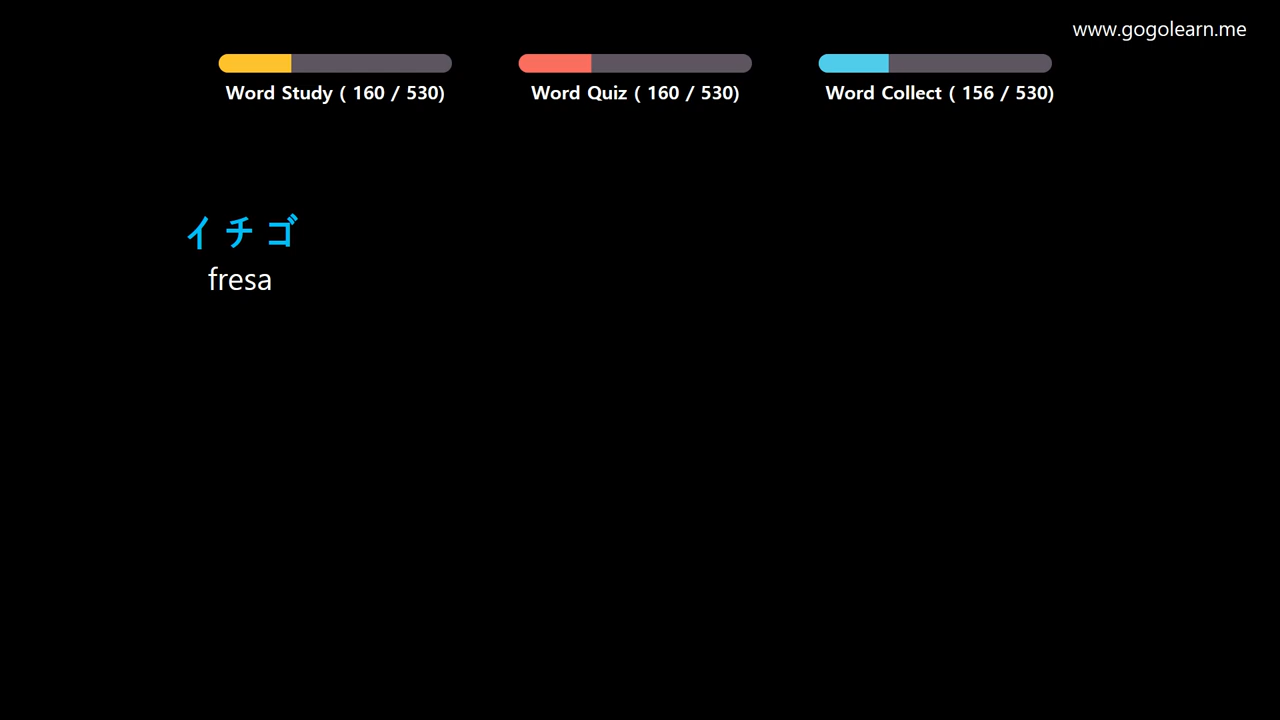 www.gogolearn.me
Word Study ( 160 / 530)
Word Quiz ( 160 / 530)
Word Collect ( 156 / 530)
イチゴ
fresa